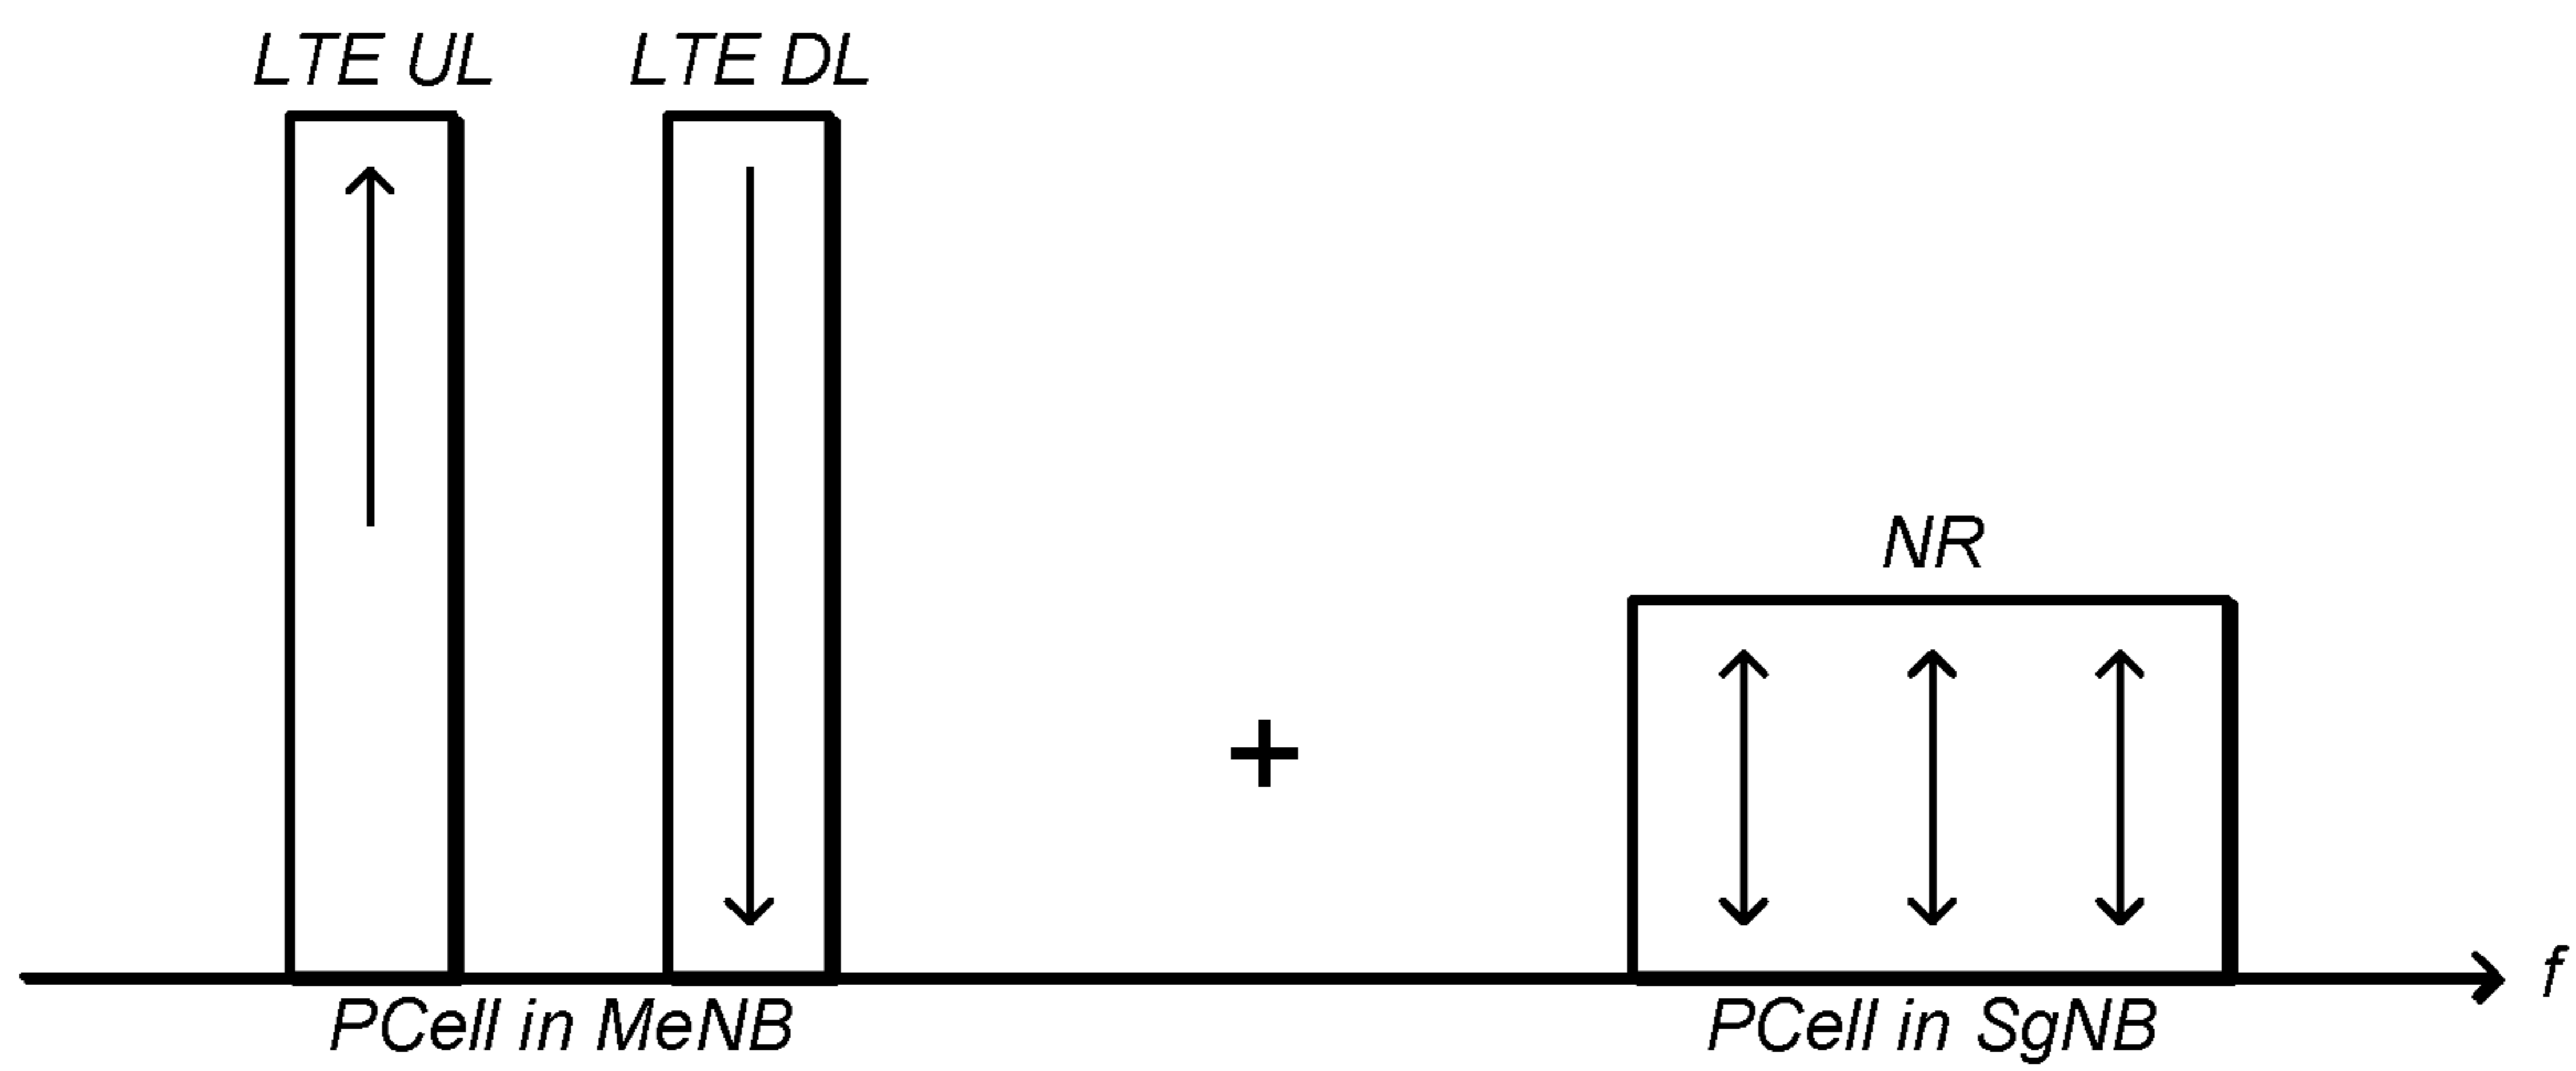 LTE UL
LTE DL
NR
+
f
PCell in MeNB
PCell in SgNB